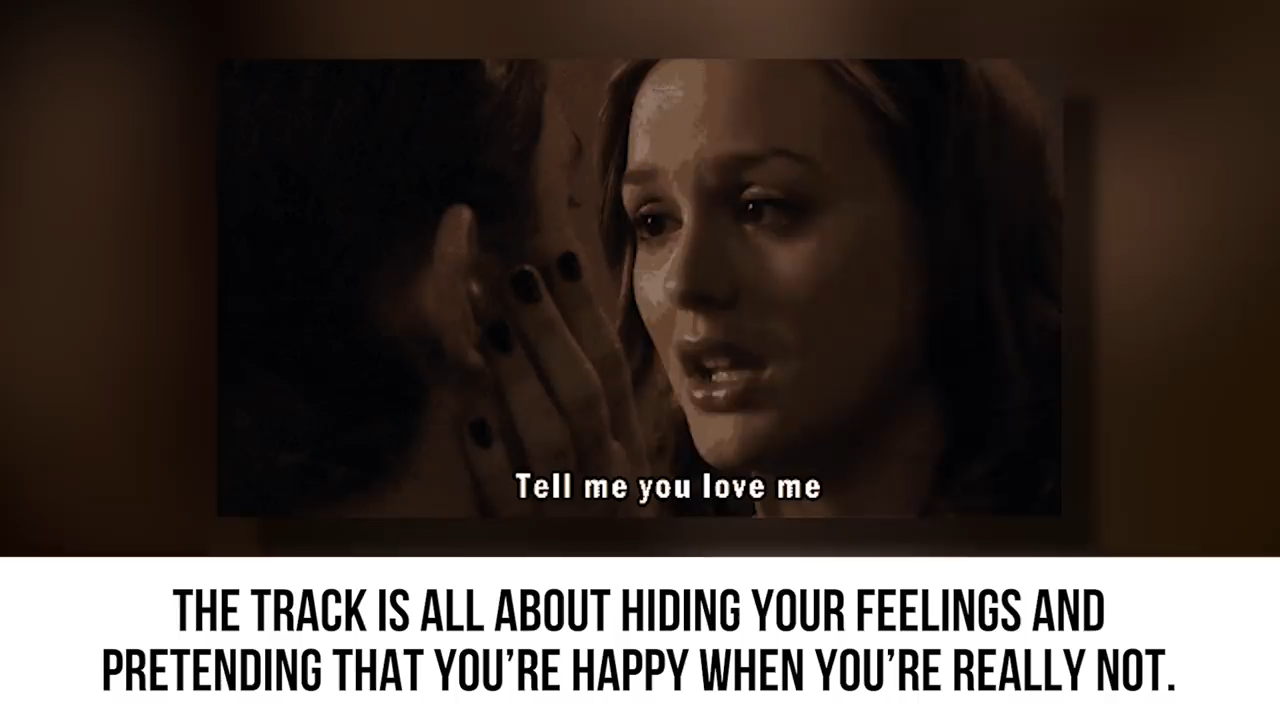 Tell me you love me
THE TRACK IS ALL ABOUT HIDING YOUR FEELINGS AND
PRETENDING THAT YOU'RE HAPPY WHEN YOU'RE REALLY NOT.